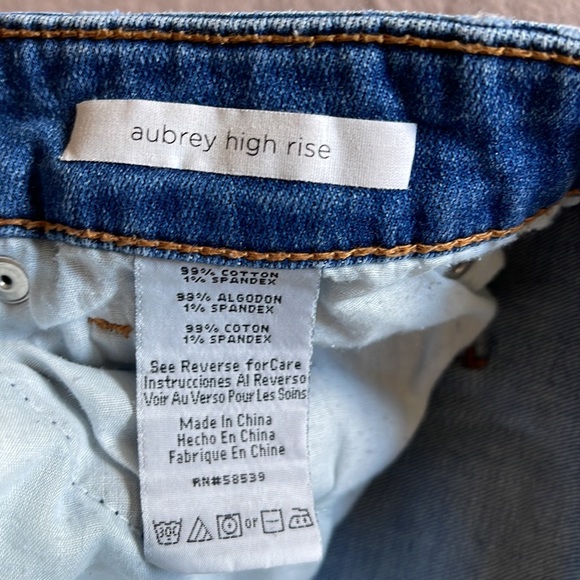 aubrey high rise
99% COTTON
1% SPANDEX
99% ALGODON
1% SPANDEX
99% COTON
1% SPANDEX
See Reverse forCare
Instrucciones Al Reverso
Voir Au Verso Pour Les Soins
Made In China
Hecho En China
Fabrique En Chine
RN#58539
30C or